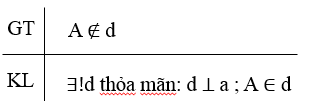 GT A ∉ d
KL ∃!d thỏa mãn: d ⊥ a ; A ∈ d